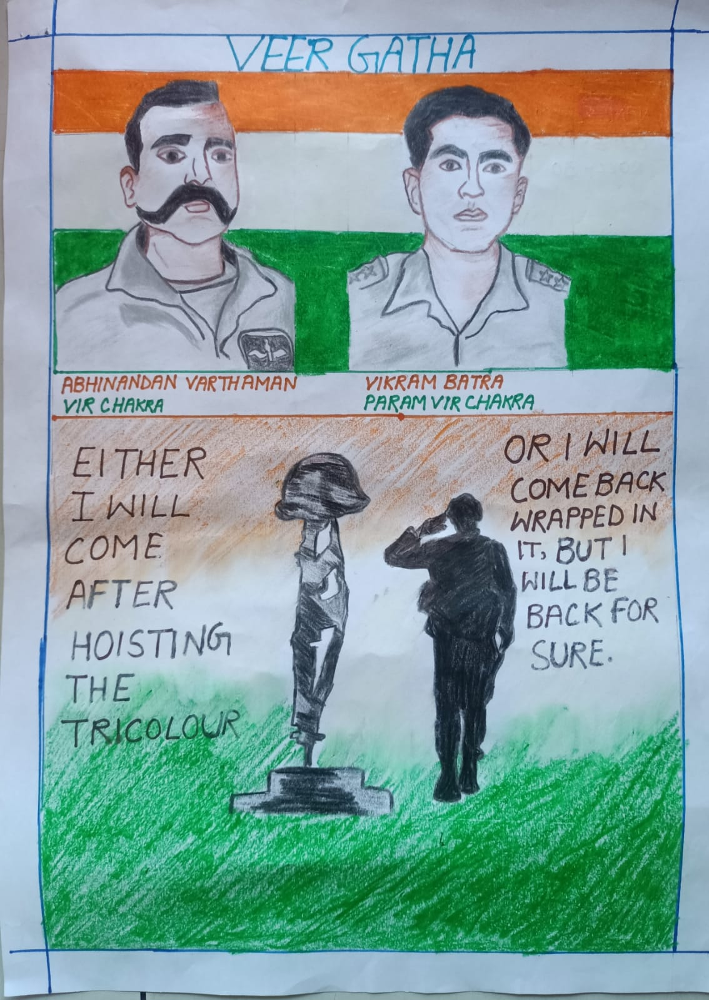 VEER GATHA
ABHINANDAN VARTHAMAN
VIR CHAKRA
VIKRAM BATRA
PARAM VIR CHAKRA
EITHER
I WILL
COME
AFTER
HOISTING
THE
TRICOLOUR
OR I WILL
COME BACK
WRAPPED IN
IT, BUT I
WILL BE
BACK FOR
SURE.